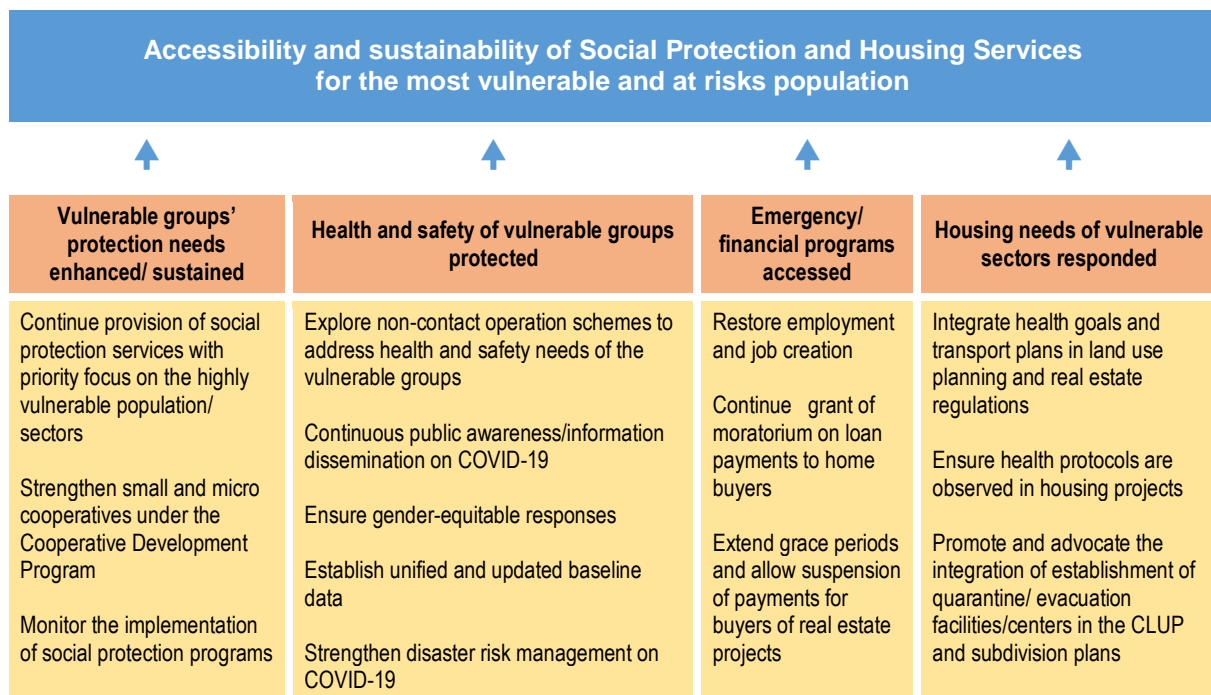 Accessibility and sustainability of Social Protection and Housing Services
for the most vulnerable and at risks population
Vulnerable groups’
protection needs
enhanced/ sustained
Health and safety of vulnerable groups
protected
Emergency/
financial programs
accessed
Housing needs of vulnerable
sectors responded
Continue provision of social
protection services with
priority focus on the highly
vulnerable population/
sectors
Strengthen small and micro
cooperatives under the
Cooperative Development
Program
Monitor the implementation
of social protection programs
Explore non-contact operation schemes to
address health and safety needs of the
vulnerable groups
Continuous public awareness/information
dissemination on COVID-19
Ensure gender-equitable responses
Establish unified and updated baseline
data
Strengthen disaster risk management on
COVID-19
Restore employment
and job creation
Continue grant of
moratorium on loan
payments to home
buyers
Extend grace periods
and allow suspension
of payments for
buyers of real estate
projects
Integrate health goals and
transport plans in land use
planning and real estate
regulations
Ensure health protocols are
observed in housing projects
Promote and advocate the
integration of establishment of
quarantine/ evacuation
facilities/centers in the CLUP
and subdivision plans